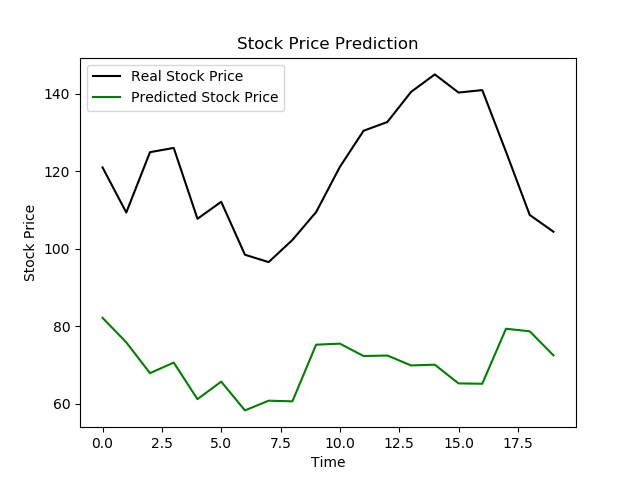 Stock Price Prediction
Real Stock Price
Predicted Stock Price
Stock Price
140
120
100
80
60
0.0 2.5 5.0 7.5 10.0 12.5 15.0 17.5
Time